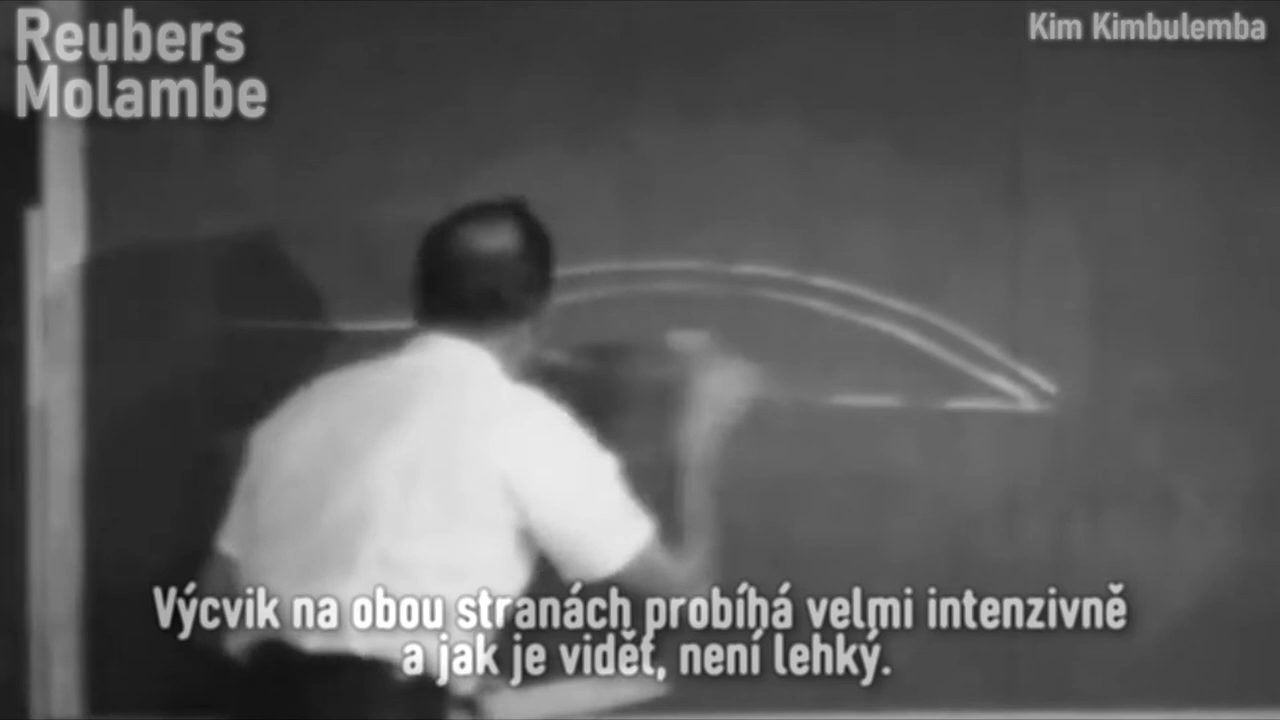 Reubers
Molambe
Kim Kimbulemba
Výcvik na obou stranách probíhá velmi intenzivně
a jak je vidět, není lehký.